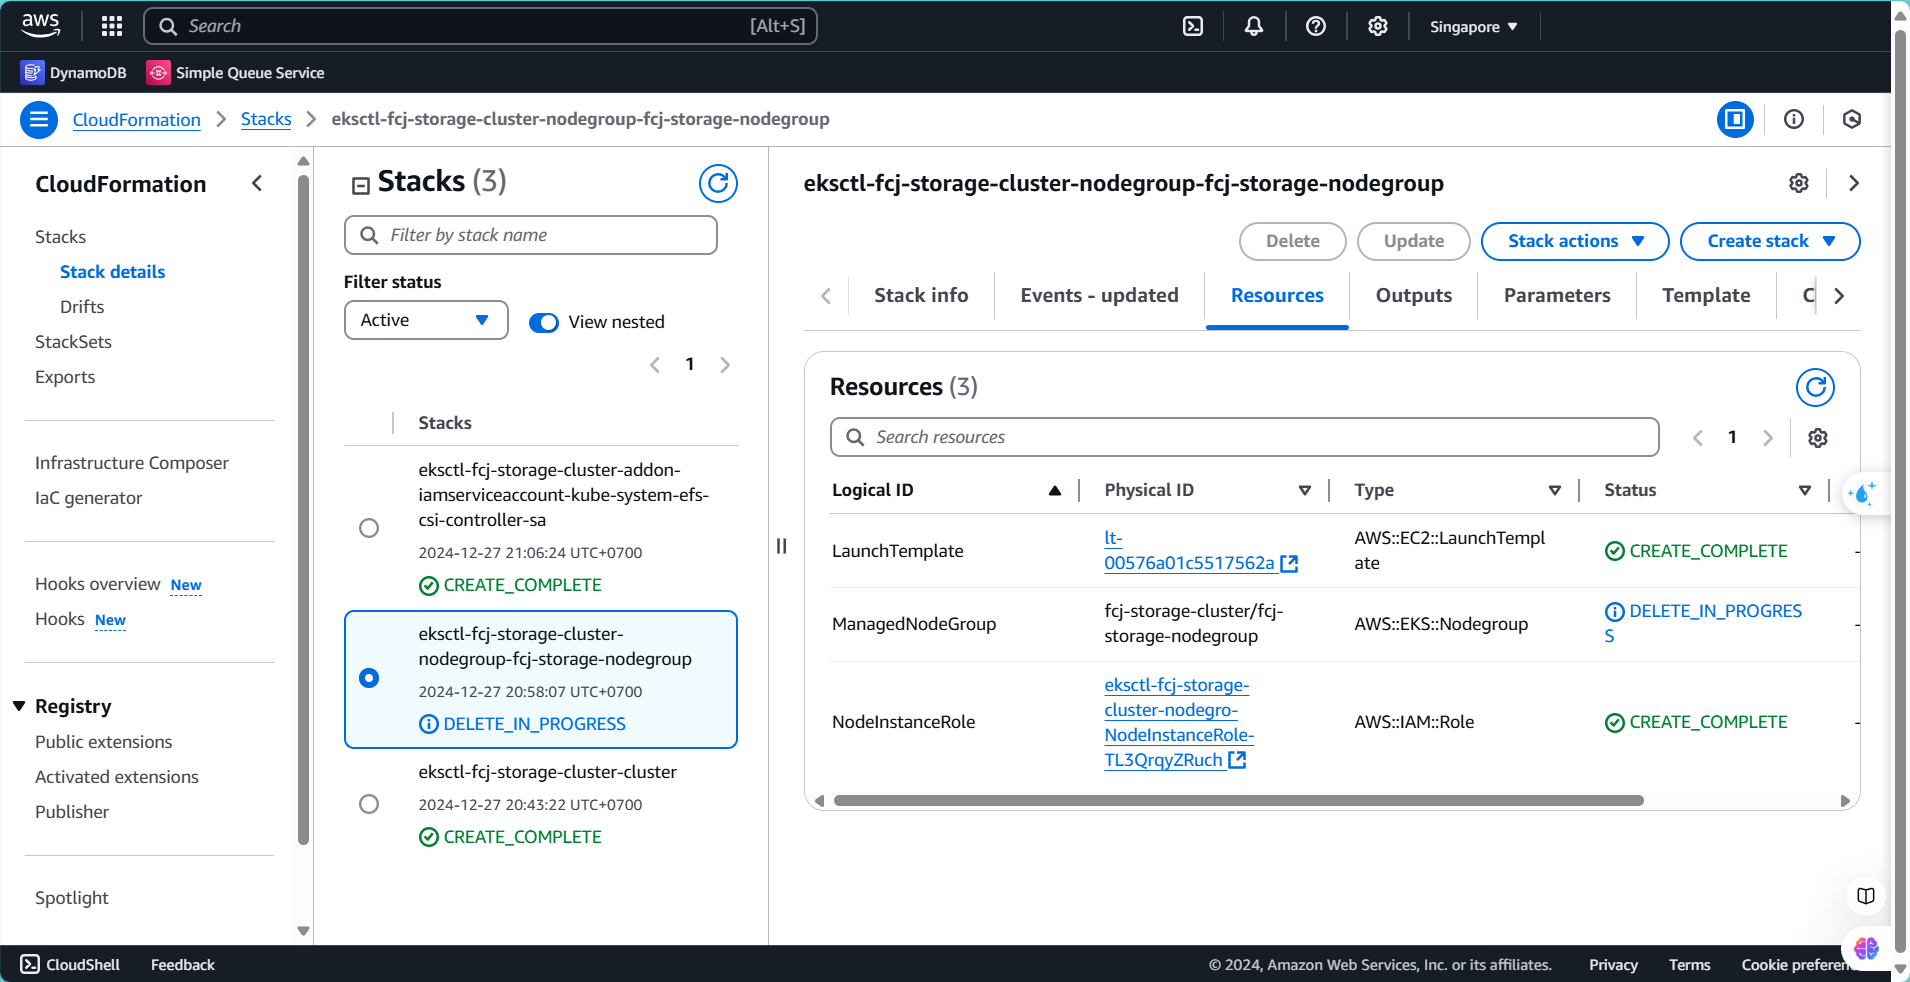 aws
Search
[Alt+S]
Singapore
DynamoDB
Simple Queue Service
CloudFormation
Stacks
eksctl-fcj-storage-cluster-nodegroup-fcj-storage-nodegroup
CloudFormation
Stacks
Stack details
Drifts
StackSets
Exports
Infrastructure Composer
IaC generator
Hooks overview New
Hooks New
Registry
Public extensions
Activated extensions
Publisher
Spotlight
Stacks (3)
Filter by stack name
Filter status
Active
View nested
1
Stacks
eksctl-fcj-storage-cluster-addon-
iamserviceaccount-kube-system-efs-
csi-controller-sa
2024-12-27 21:06:24 UTC+0700
CREATE_COMPLETE
eksctl-fcj-storage-cluster-
nodegroup-fcj-storage-nodegroup
2024-12-27 20:58:07 UTC+0700
DELETE_IN_PROGRESS
eksctl-fcj-storage-cluster-cluster
2024-12-27 20:43:22 UTC+0700
CREATE_COMPLETE
eksctl-fcj-storage-cluster-nodegroup-fcj-storage-nodegroup
Delete
Update
Stack actions
Create stack
Stack info
Events - updated
Resources
Outputs
Parameters
Template
C
Resources (3)
Search resources
1
Logical ID
Physical ID
Type
Status
LaunchTemplate
lt-
00576a01c5517562a
AWS::EC2::LaunchTempl
ate
CREATE_COMPLETE
-
ManagedNodeGroup
fcj-storage-cluster/fcj-
storage-nodegroup
AWS::EKS::Nodegroup
DELETE_IN_PROGRES
S
-
NodeInstanceRole
eksctl-fcj-storage-
cluster-nodegro-
NodeInstanceRole-
TL3QrqyZRuch
AWS::IAM::Role
CREATE_COMPLETE
-
CloudShell
Feedback
© 2024, Amazon Web Services, Inc. or its affiliates.
Privacy
Terms
Cookie preferen